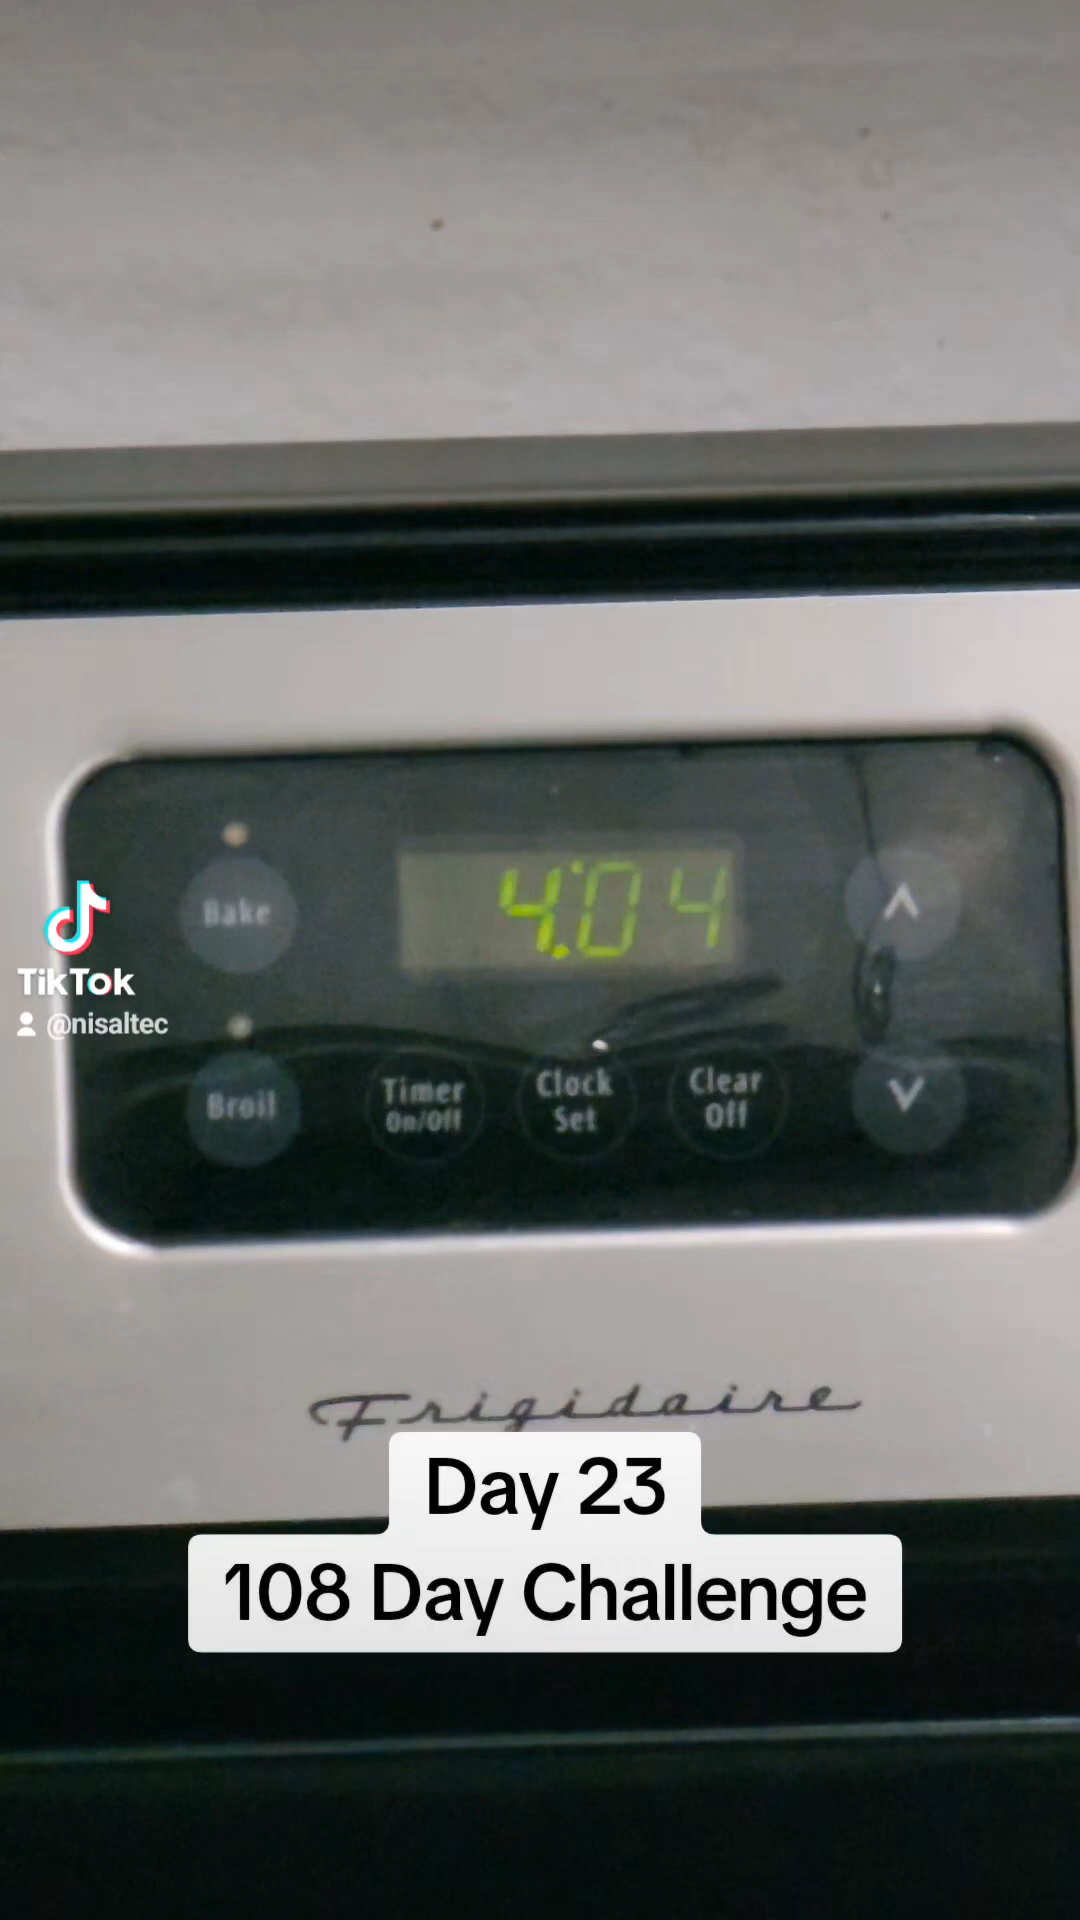 Bake
4:04
TikTok
@nisaltec
Broil
Timer
On/Off
Clock
Set
Clear
Off
Frigidaire
Day 23
108 Day Challenge